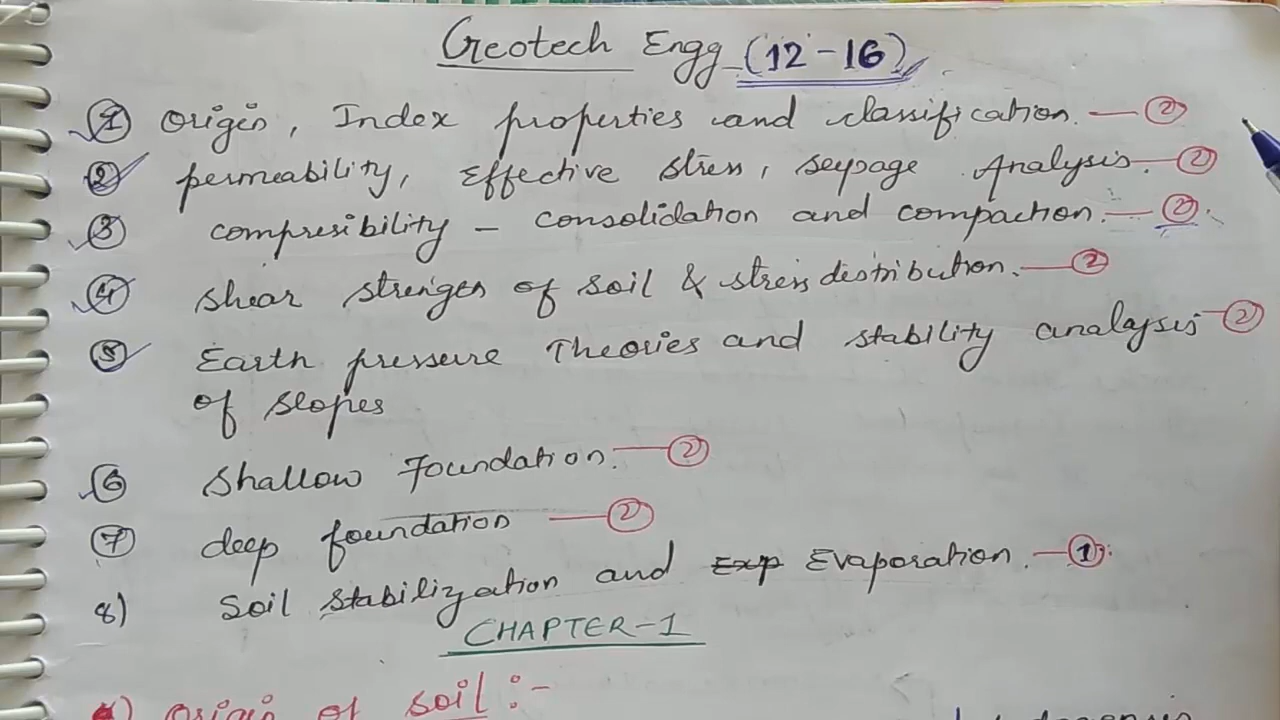 Geotech Engg (12-16)
1 Origin, Index properties and classification. — 2
2 permeability, Effective stress, seepage Analysis. — 2
3 compresibility – consolidation and compaction. — 2
4 shear strength of soil & stress distribution. — 2
5 Earth pressure Theories and stability analaysis — 2
of slopes
6 shallow Foundation. — 2
7 deep foundation — 2
8) Soil stabilization and Exp Evaporation. — 1
CHAPTER-1
Origin of soil :-